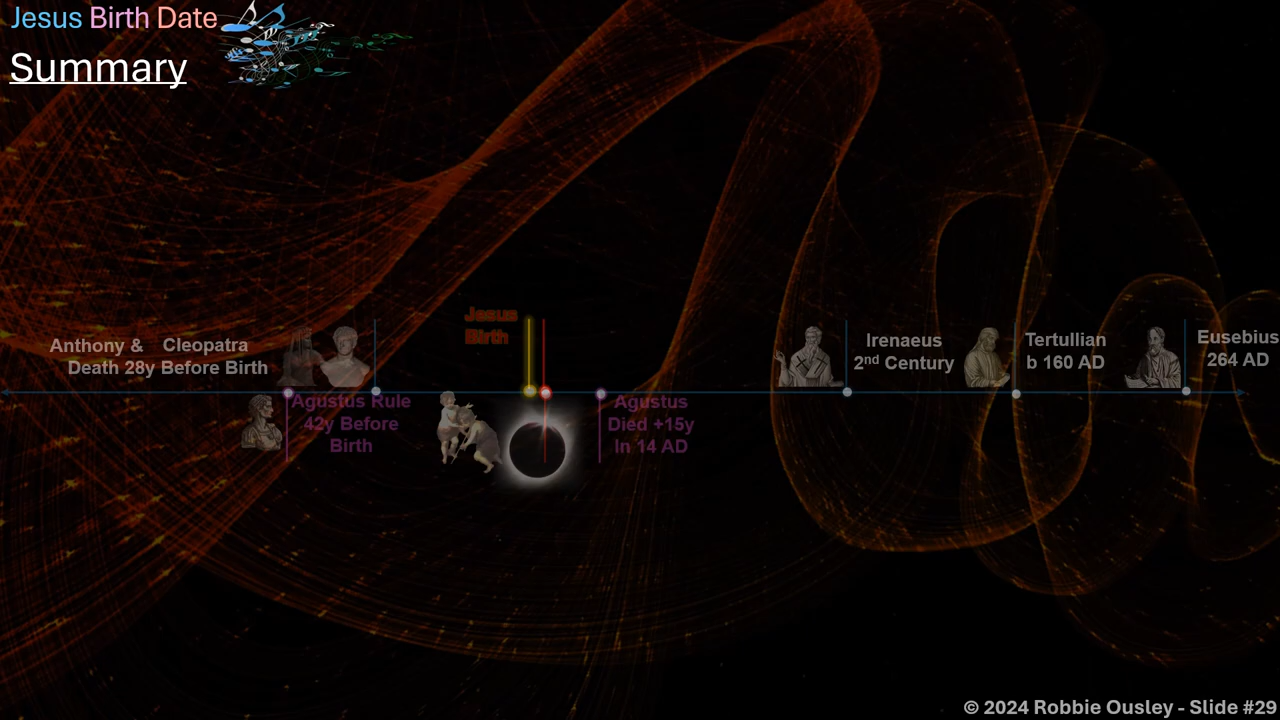 Jesus Birth Date
Summary
Jesus
Birth
Anthony & Cleopatra
Death 28y Before Birth
Irenaeus
2nd Century
Tertullian
b 160 AD
Eusebius
264 AD
Agustus Rule
42y Before
Birth
Agustus
Died +15y
In 14 AD
© 2024 Robbie Ousley - Slide #29